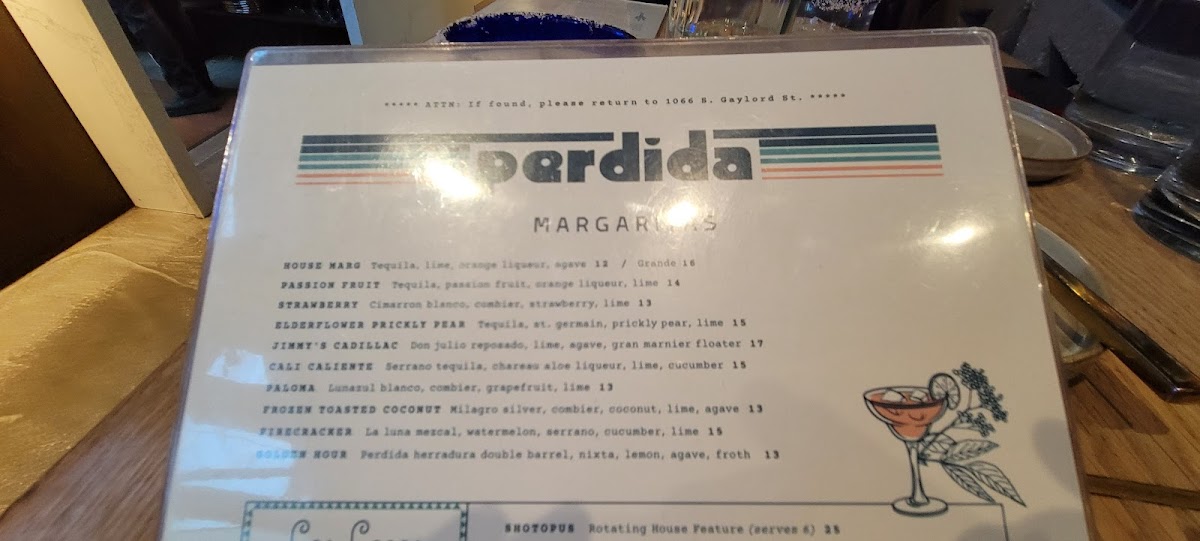 ***** ATTN: If found, please return to 1066 S. Gaylord St. *****
perdida
MARGARITAS
HOUSE MARG Tequila, lime, orange liqueur, agave 12 / Grande 16
PASSION FRUIT Tequila, passion fruit, orange liqueur, lime 14
STRAWBERRY Cimarron blanco, combier, strawberry, lime 13
ELDERFLOWER PRICKLY PEAR Tequila, st. germain, prickly pear, lime 15
JIMMY'S CADILLAC Don julio reposado, lime, agave, gran marnier floater 17
CALI CALIENTE Serrano tequila, chareau aloe liqueur, lime, cucumber 15
PALOMA Lunazul blanco, combier, grapefruit, lime 13
FROZEN TOASTED COCONUT Milagro silver, combier, coconut, lime, agave 13
FIRECRACKER La luna mezcal, watermelon, serrano, cucumber, lime 15
GOLDEN HOUR Perdida herradura double barrel, nixta, lemon, agave, froth 13
SHOTOPUS Rotating House Feature (serves 6) 25